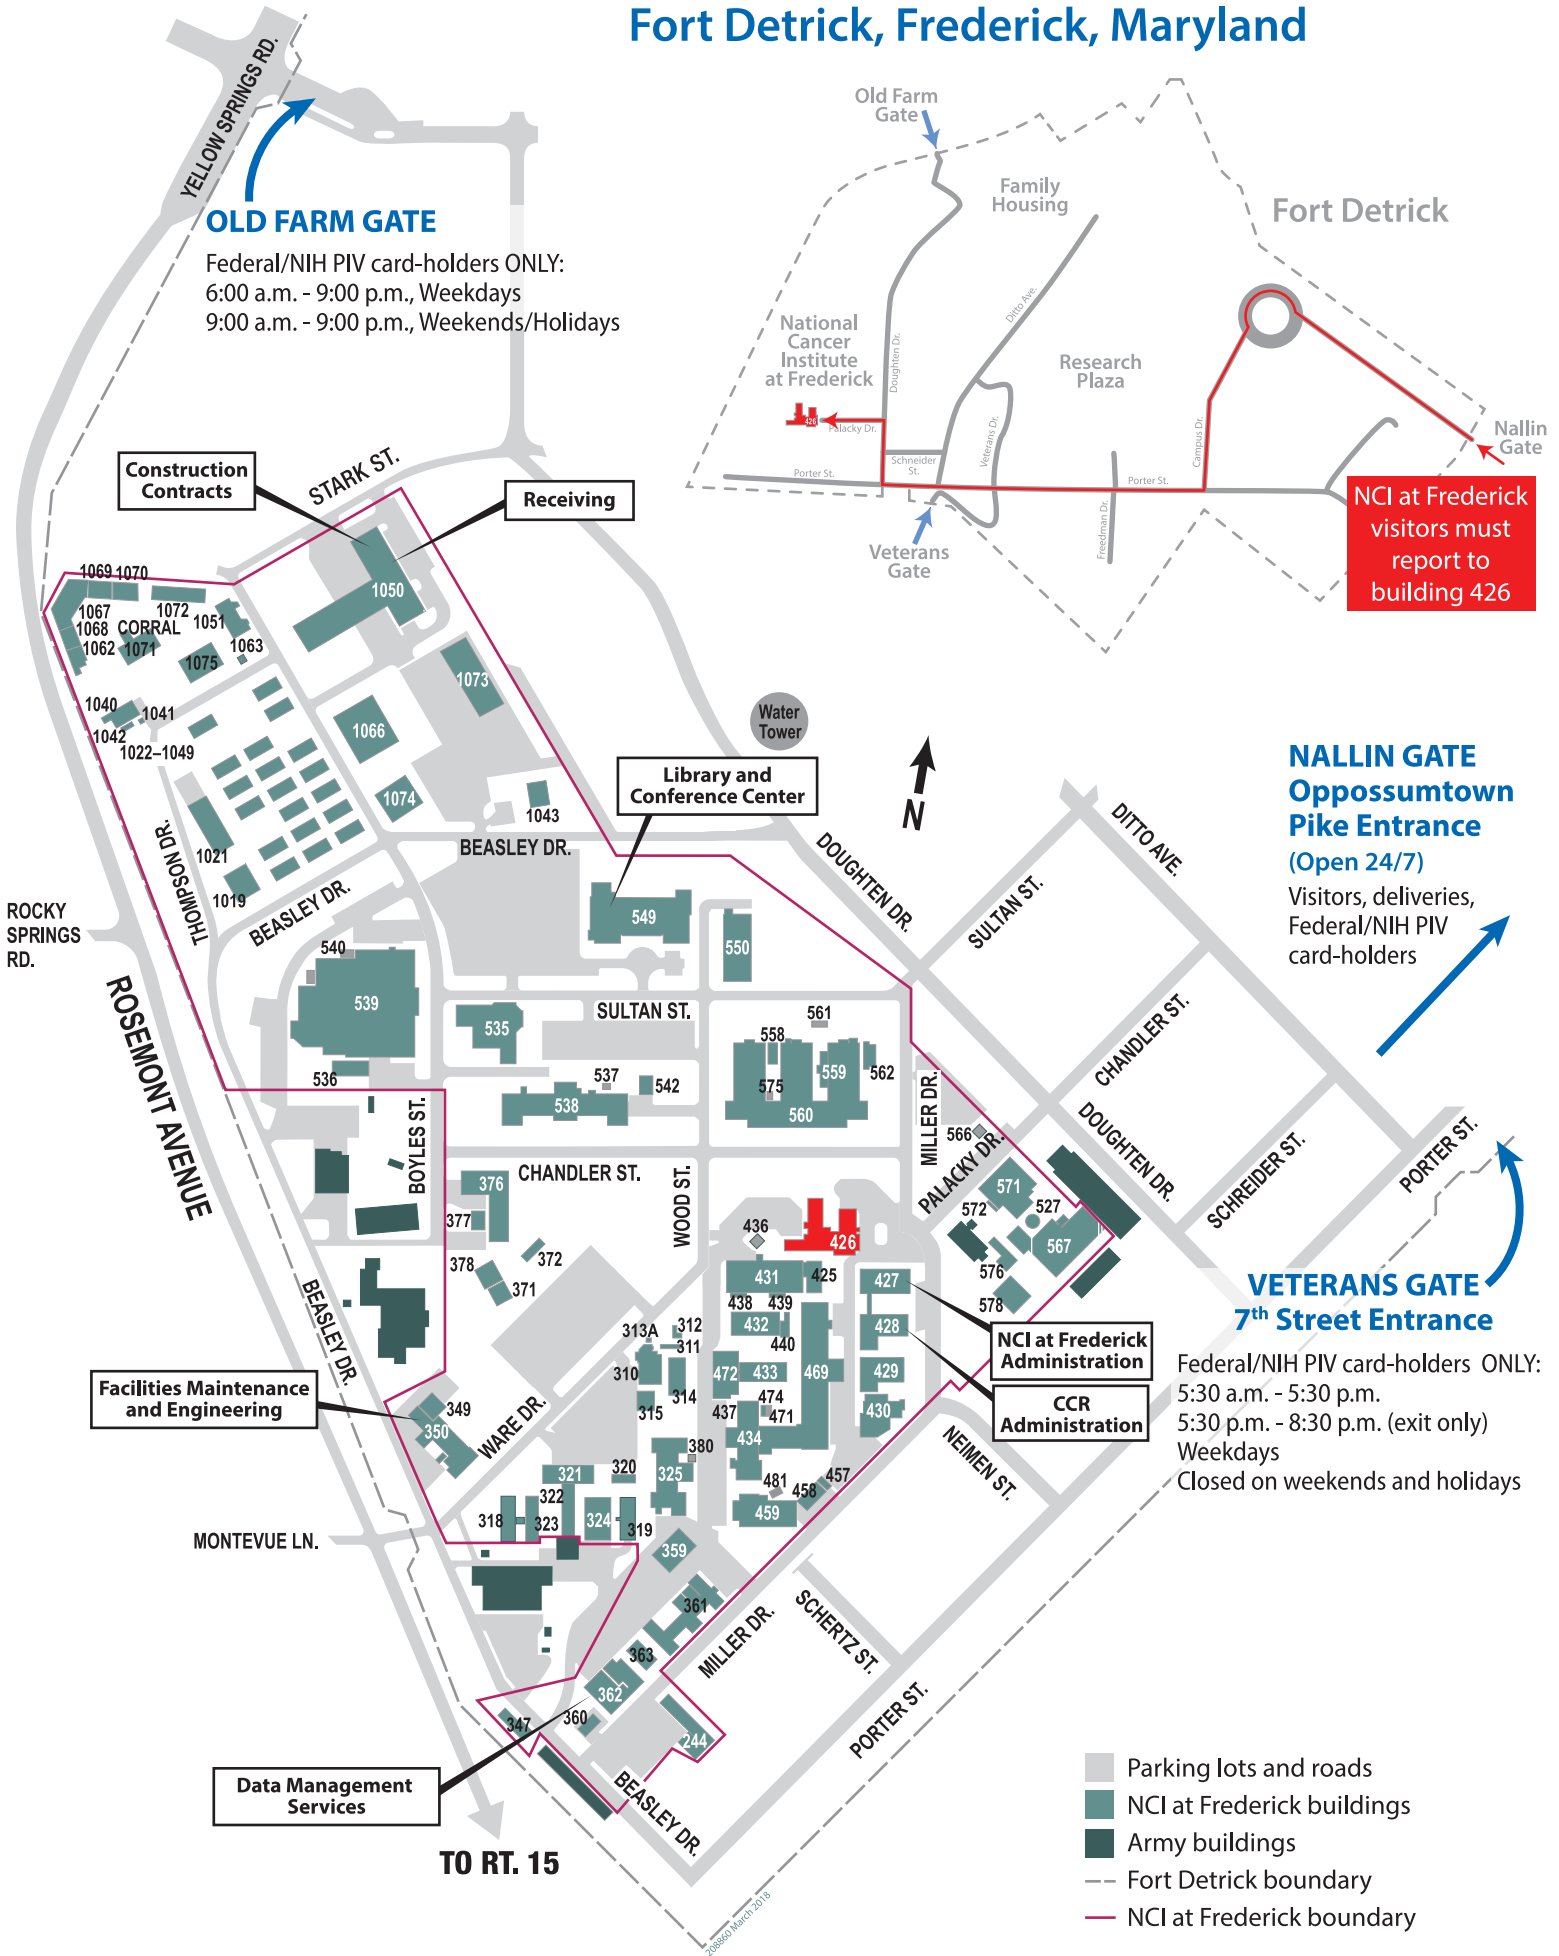 Fort Detrick, Frederick, Maryland
Old Farm
Gate
Family
Housing
Fort Detrick
National
Cancer
Institute
at Frederick
Research
Plaza
Ditto Ave.
Doughten Dr.
Veterans Dr.
Campus Dr.
426
Palacky Dr.
Schneider
St.
Porter St.
Porter St.
Freedman Dr.
Nallin
Gate
Veterans
Gate
NCI at Frederick
visitors must
report to
building 426
YELLOW SPRINGS RD.
OLD FARM GATE
Federal/NIH PIV card-holders ONLY:
6:00 a.m. - 9:00 p.m., Weekdays
9:00 a.m. - 9:00 p.m., Weekends/Holidays
Construction
Contracts
STARK ST.
Receiving
1050
1069
1070
1067
1068
1062
1072
CORRAL
1071
1051
1063
1075
1073
1040
1041
1042
1022–1049
1066
1074
1043
Water
Tower
Library and
Conference Center
N
1021
1019
THOMPSON DR.
BEASLEY DR.
BEASLEY DR.
DOUGHTEN DR.
DITTO AVE.
SULTAN ST.
NALLIN GATE
Oppossumtown
Pike Entrance
(Open 24/7)
Visitors, deliveries,
Federal/NIH PIV
card-holders
ROCKY
SPRINGS
RD.
ROSEMONT AVENUE
540
539
536
549
550
535
SULTAN ST.
561
558
559
562
575
560
537
542
538
CHANDLER ST.
MILLER DR.
566
PALACKY DR.
DOUGHTEN DR.
SCHREIDER ST.
PORTER ST.
BOYLES ST.
CHANDLER ST.
WOOD ST.
376
377
378
371
372
436
426
571
572
527
567
576
578
431
425
427
438
439
432
440
428
NCI at Frederick
Administration
313A
312
311
310
314
315
472
433
469
429
474
471
437
434
430
CCR
Administration
VETERANS GATE
7th Street Entrance
Federal/NIH PIV card-holders ONLY:
5:30 a.m. - 5:30 p.m.
5:30 p.m. - 8:30 p.m. (exit only)
Weekdays
Closed on weekends and holidays
BEASLEY DR.
Facilities Maintenance
and Engineering
349
350
WARE DR.
NEIMEN ST.
380
325
321
320
322
318
323
324
319
481
457
458
459
MONTEVUE LN.
359
361
363
362
360
347
244
MILLER DR.
SCHERTZ ST.
PORTER ST.
Data Management
Services
BEASLEY DR.
TO RT. 15
208860 March 2018
Parking lots and roads
NCI at Frederick buildings
Army buildings
Fort Detrick boundary
NCI at Frederick boundary